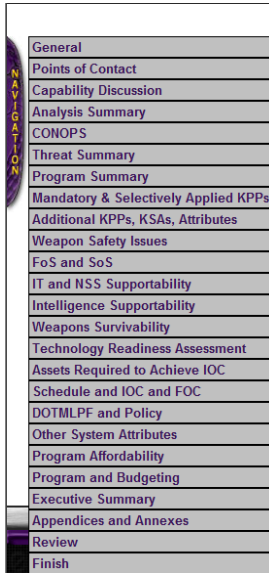 NAVIGATION
General
Points of Contact
Capability Discussion
Analysis Summary
CONOPS
Threat Summary
Program Summary
Mandatory & Selectively Applied KPPs
Additional KPPs, KSAs, Attributes
Weapon Safety Issues
FoS and SoS
IT and NSS Supportability
Intelligence Supportability
Weapons Survivability
Technology Readiness Assessment
Assets Required to Achieve IOC
Schedule and IOC and FOC
DOTMLPF and Policy
Other System Attributes
Program Affordability
Program and Budgeting
Executive Summary
Appendices and Annexes
Review
Finish